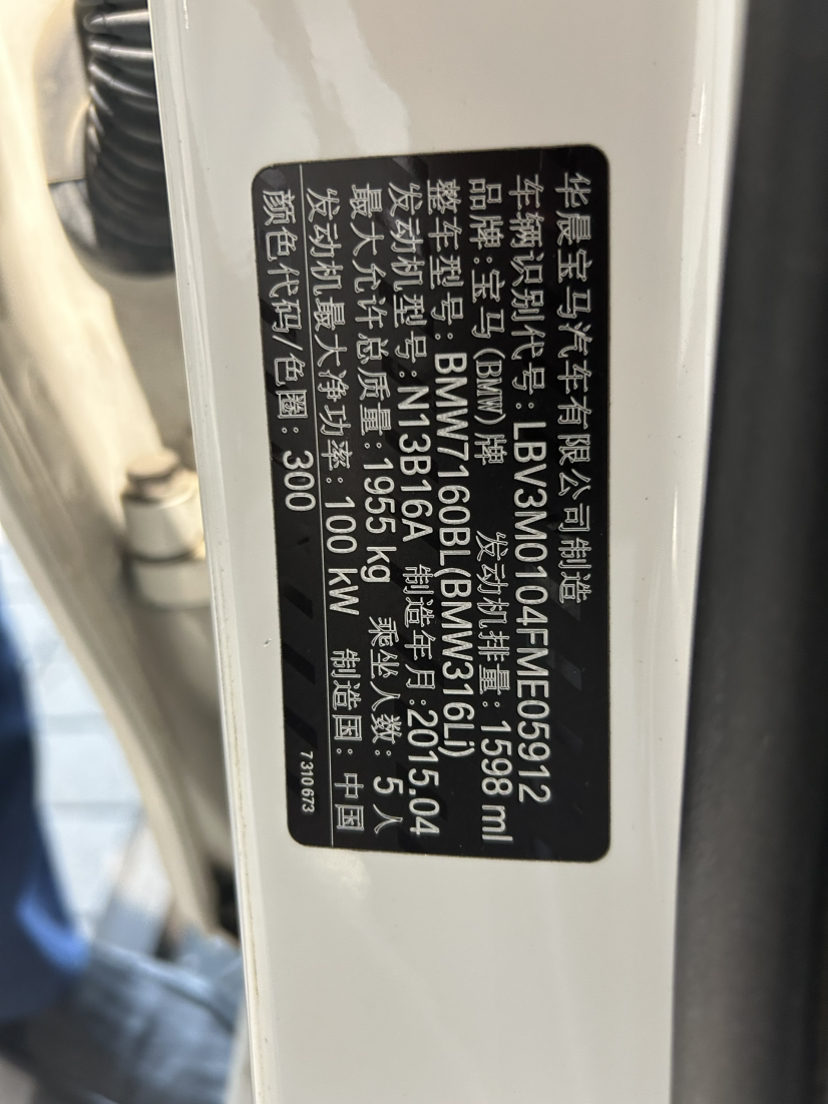 华晨宝马汽车有限公司制造
车辆识别代号:LBV3M0104FME05912
品牌:宝马(BMW)牌 发动机排量:1598 ml
整车型号:BMW7160BL(BMW316Li)
发动机型号:N13B16A 制造年月:2015.04
最大允许总质量:1955 kg 乘坐人数:5人
发动机最大净功率:100 kW 制造国:中国
颜色代码/色圈:300
7310673